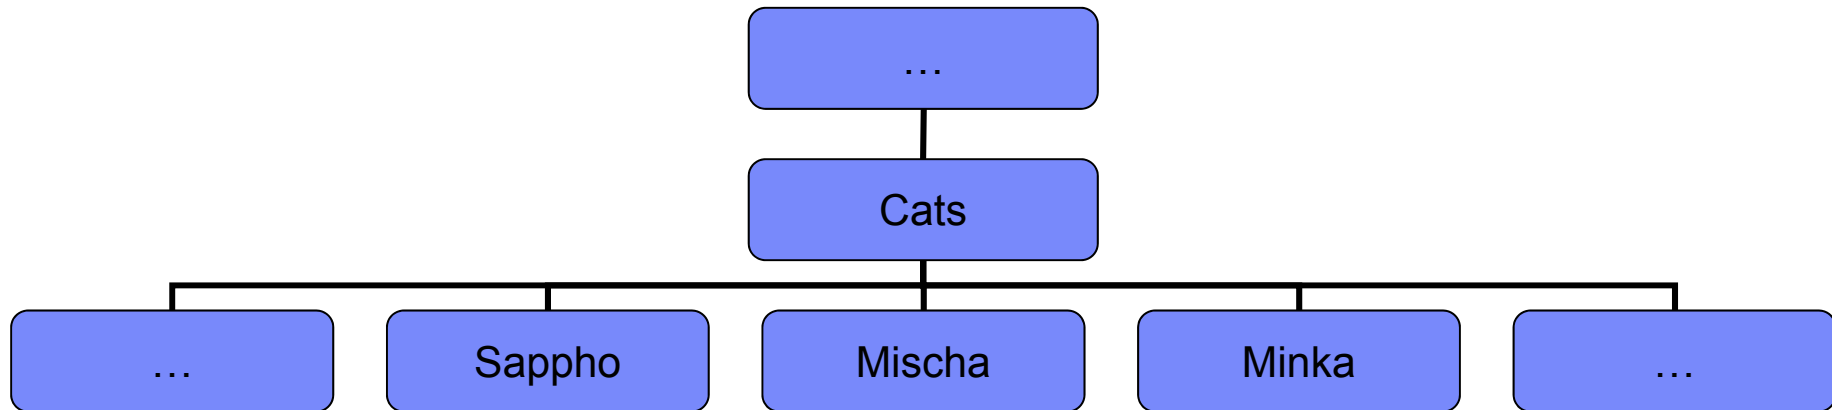 …
Cats
…
Sappho
Mischa
Minka
…